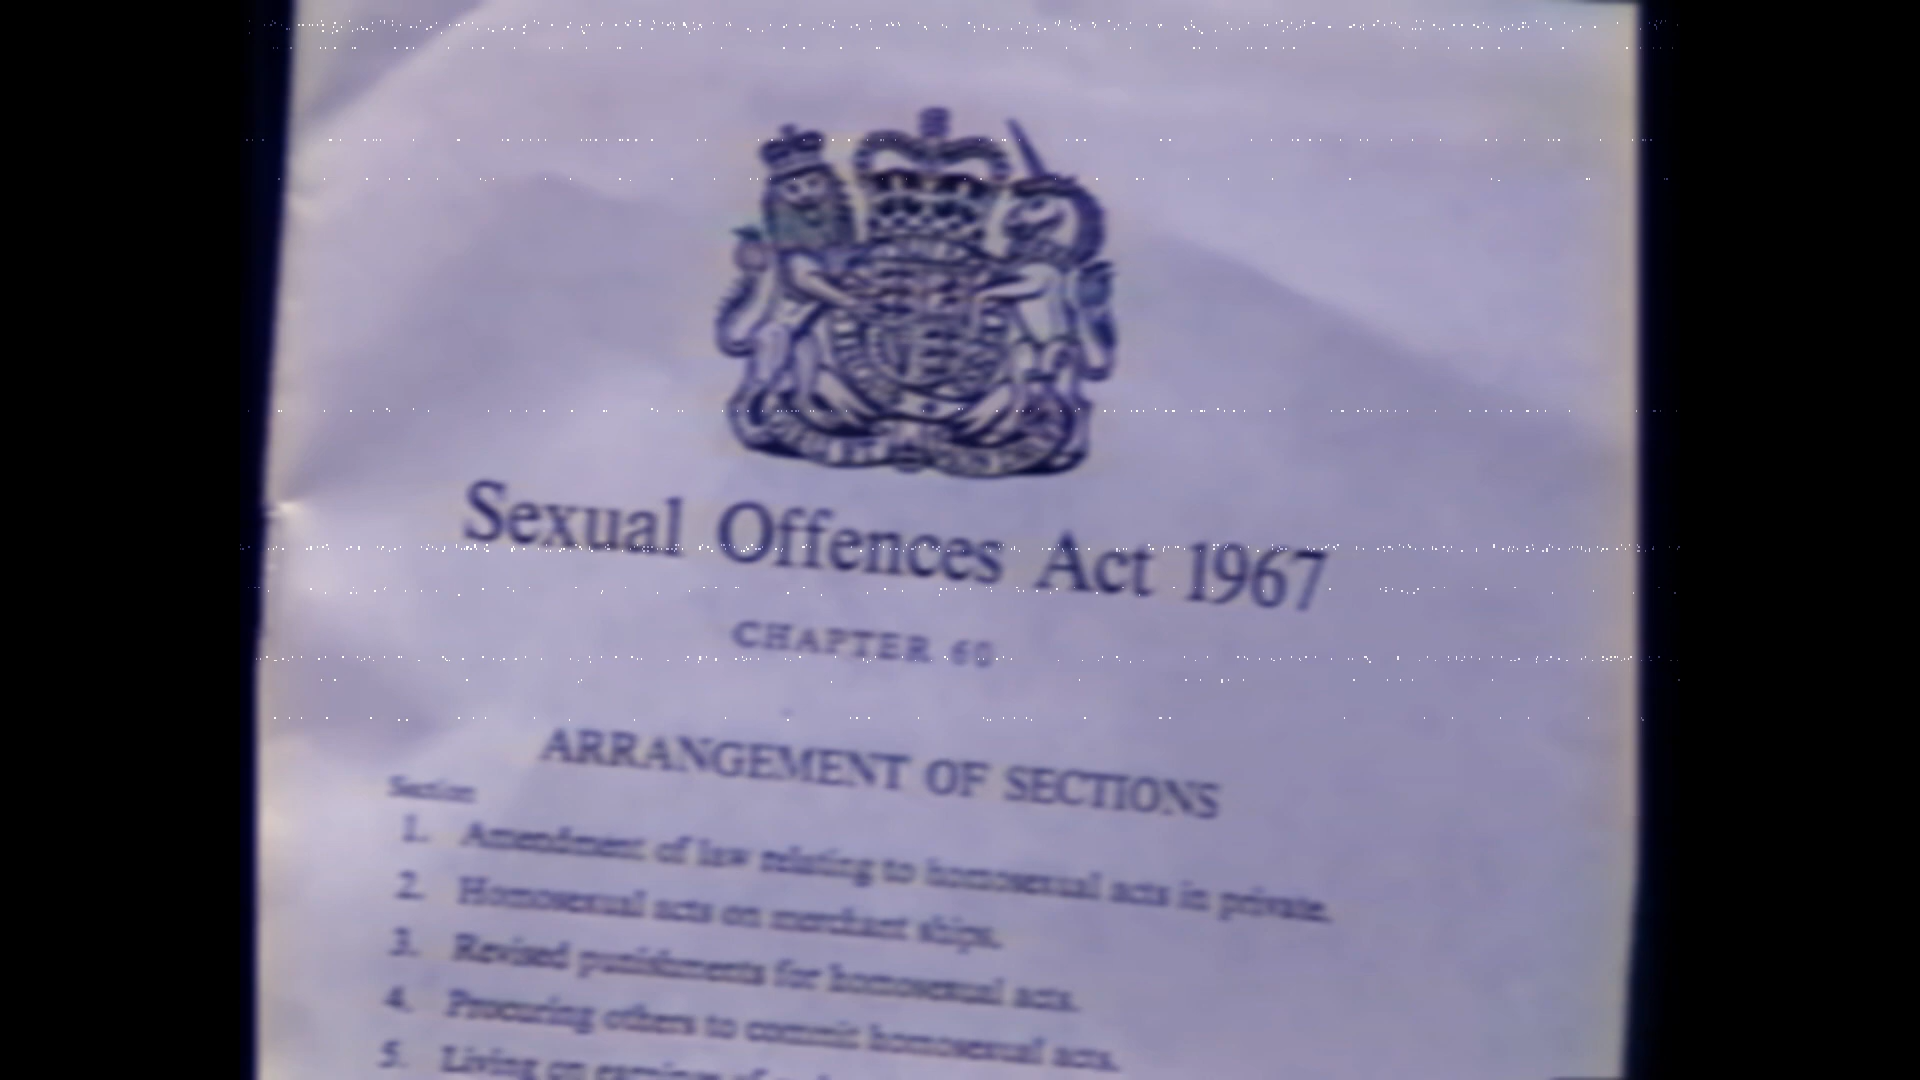 Sexual Offences Act 1967
CHAPTER 60
ARRANGEMENT OF SECTIONS
Section
1. Amendment of law relating to homosexual acts in private.
2. Homosexual acts on merchant ships.
3. Revised punishments for homosexual acts.
4. Procuring others to commit homosexual acts.
5. Living on earnings of